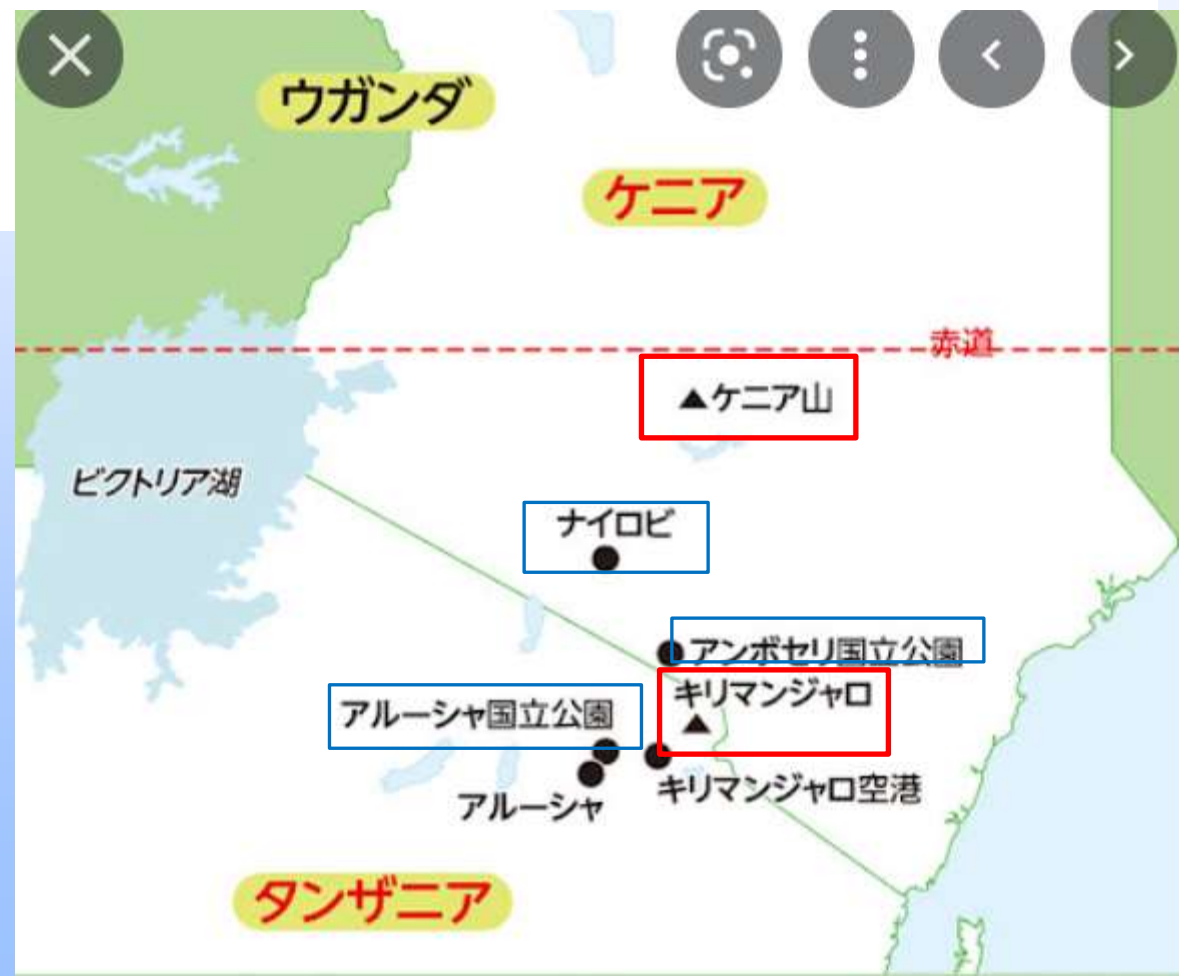 ウガンダ
ケニア
赤道
▲ケニア山
ビクトリア湖
ナイロビ
アンボセリ国立公園
キリマンジャロ
アルーシャ国立公園
キリマンジャロ空港
アルーシャ
タンザニア